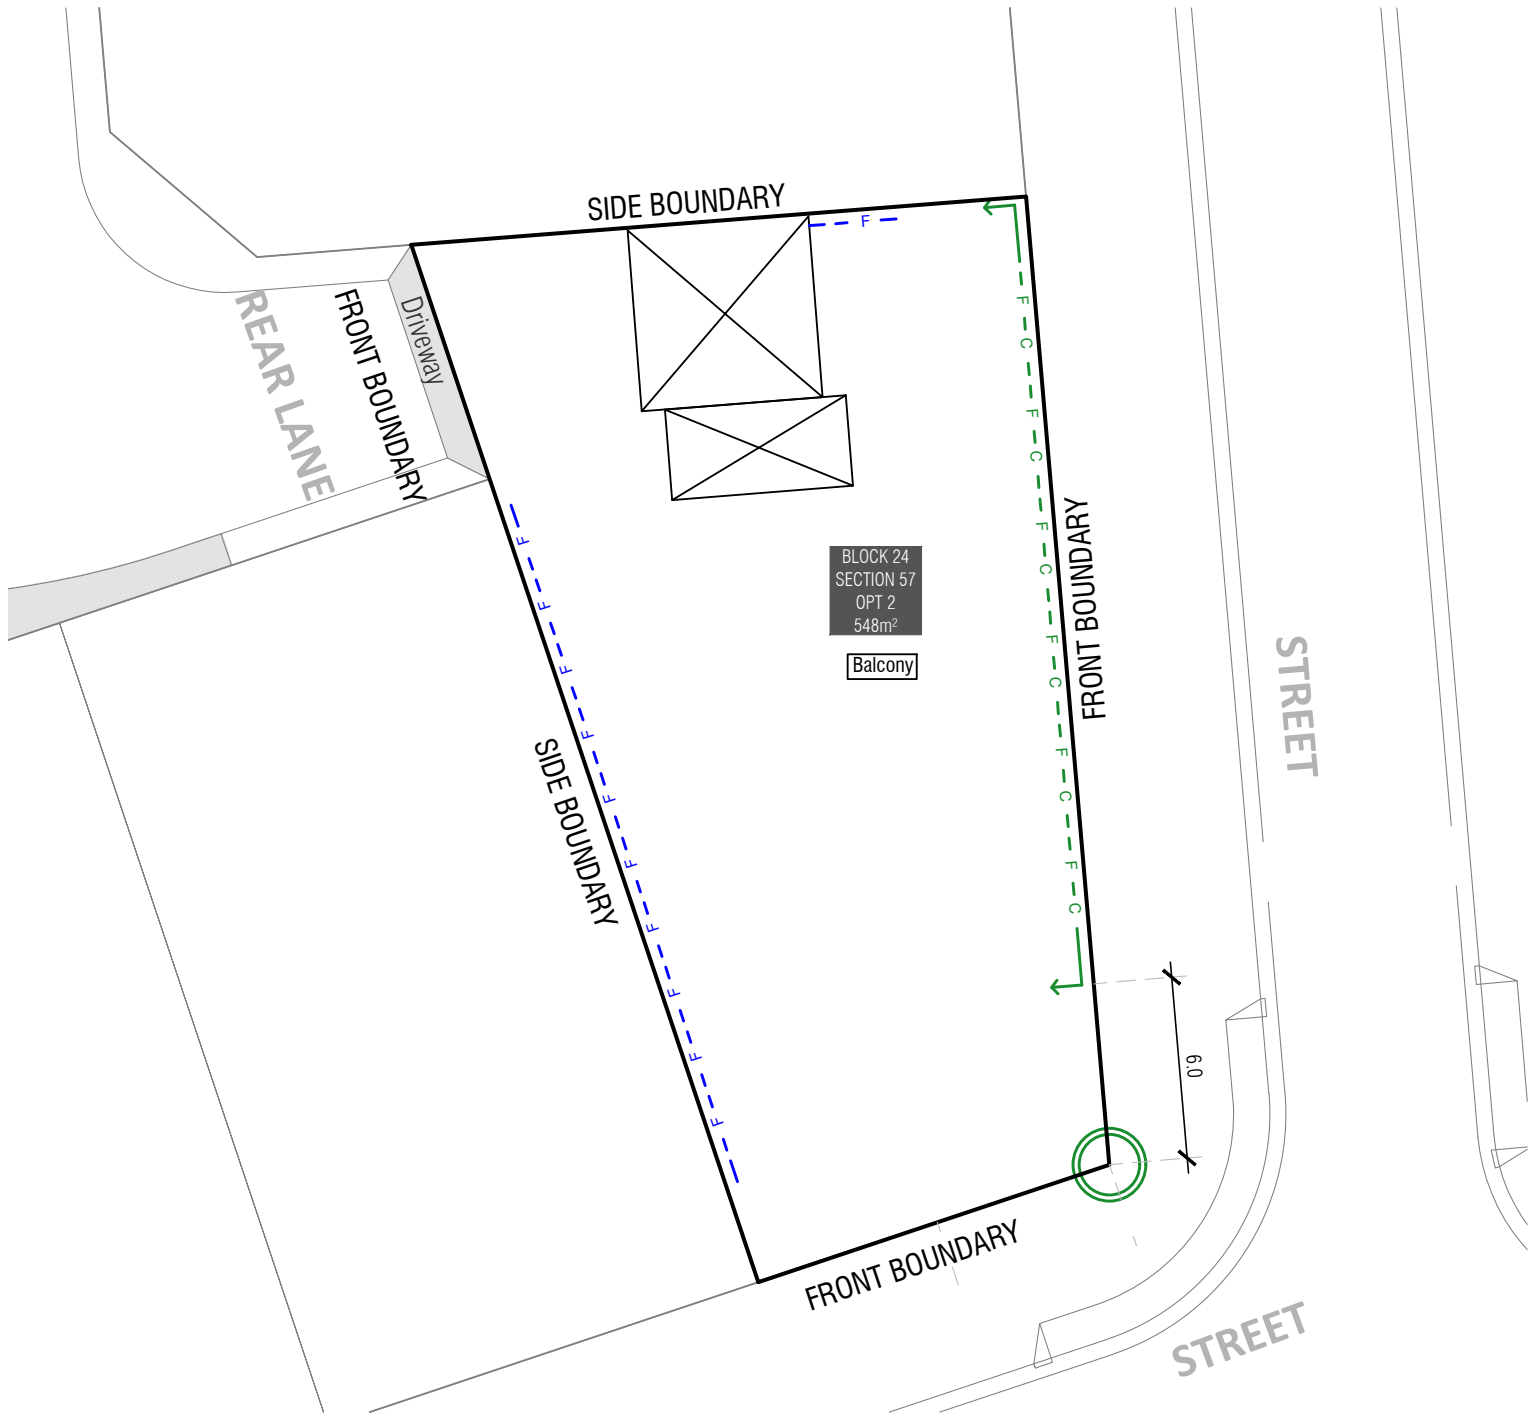 SIDE BOUNDARY
F
REAR LANE
FRONT BOUNDARY
Driveway
F
C
F
C
F
C
F
C
F
C
F
C
FRONT BOUNDARY
BLOCK 24
SECTION 57
OPT 2
548m²
Balcony
STREET
F
F
F
F
F
F
F
F
F
F
SIDE BOUNDARY
6.0
FRONT BOUNDARY
STREET